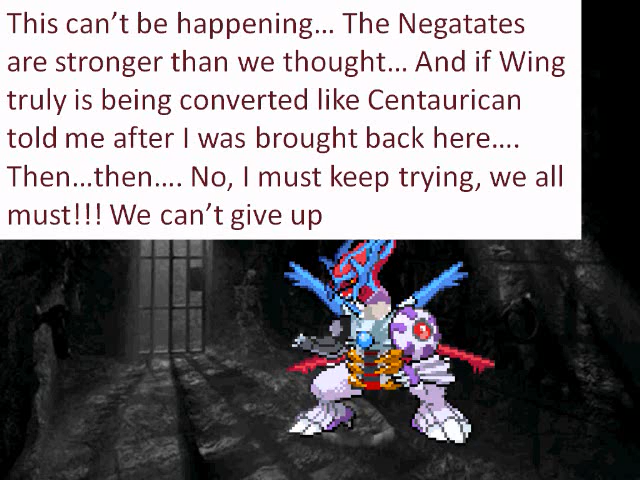 This can’t be happening… The Negatates
are stronger than we thought… And if Wing
truly is being converted like Centaurican
told me after I was brought back here….
Then…then…. No, I must keep trying, we all
must!!! We can’t give up